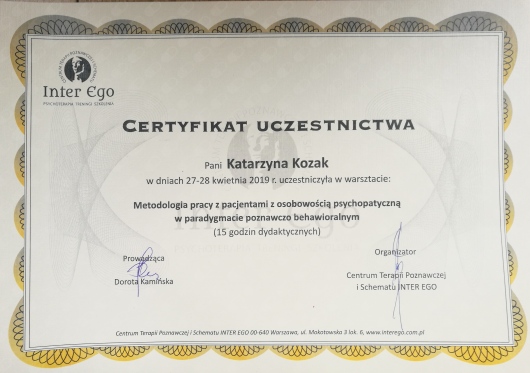 Inter Ego
PSYCHOTERAPIA TRENINGI SZKOLENIA
CERTYFIKAT UCZESTNICTWA
Pani Katarzyna Kozak
w dniach 27-28 kwietnia 2019 r. uczestniczyła w warsztacie:
Metodologia pracy z pacjentami z osobowością psychopatyczną
w paradygmacie poznawczo behawioralnym
(15 godzin dydaktycznych)
Prowadząca
Dorota Kamińska
Organizator
Centrum Terapii Poznawczej
i Schematu INTER EGO
Centrum Terapii Poznawczej i Schematu INTER EGO 00-640 Warszawa, ul. Mokotowska 3 lok. 6, www.interego.com.pl